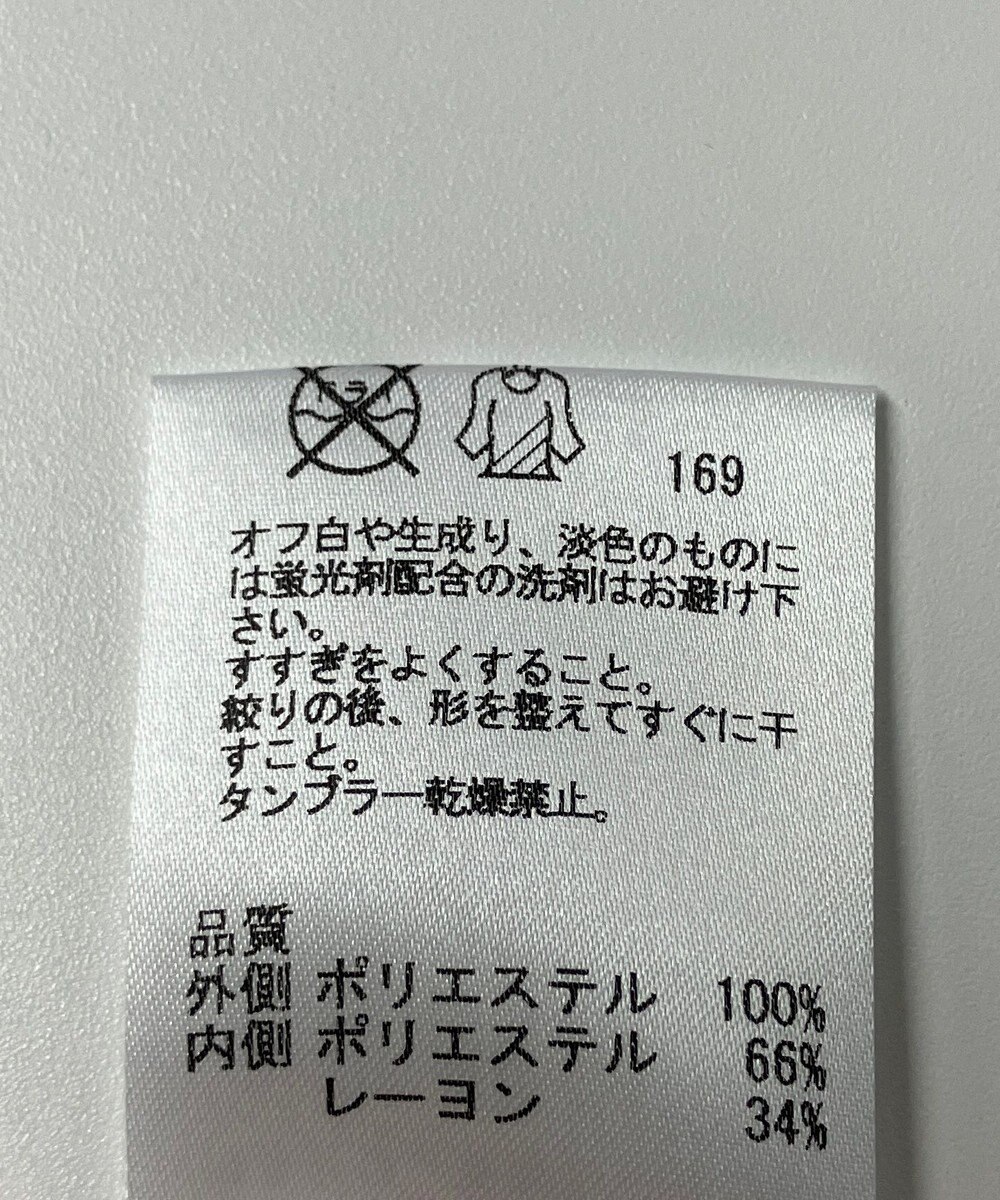 ドラ
169
オフ白や生成り、淡色のものに
は蛍光剤配合の洗剤はお避け下
さい。
すすぎをよくすること。
絞りの後、形を整えてすぐに干
すこと。
タンブラー乾燥禁止。
品質
外側 ポリエステル 100%
内側 ポリエステル 66%
レーヨン 34%